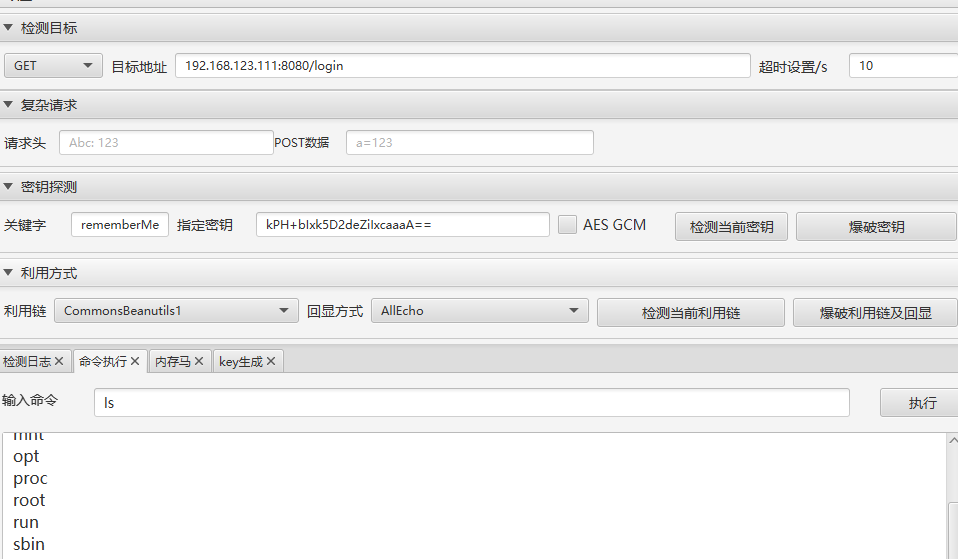 检测目标
GET 目标地址 192.168.123.111:8080/login 超时设置/s 10
复杂请求
请求头 Abc: 123 POST数据 a=123
密钥探测
关键字 rememberMe 指定密钥 kPH+bIxk5D2deZiIxcaaaA== AES GCM 检测当前密钥 爆破密钥
利用方式
利用链 CommonsBeanutils1 回显方式 AllEcho 检测当前利用链 爆破利用链及回显
检测日志 命令执行 内存马 key生成
输入命令 ls 执行
mnt
opt
proc
root
run
sbin